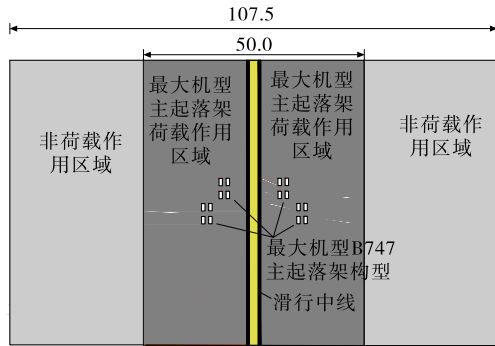 107.5
50.0
最大机型
主起落架
荷载作用
区域
最大机型
主起落架
荷载作用
区域
非荷载作
用区域
非荷载作
用区域
最大机型B747
主起落架构型
滑行中线